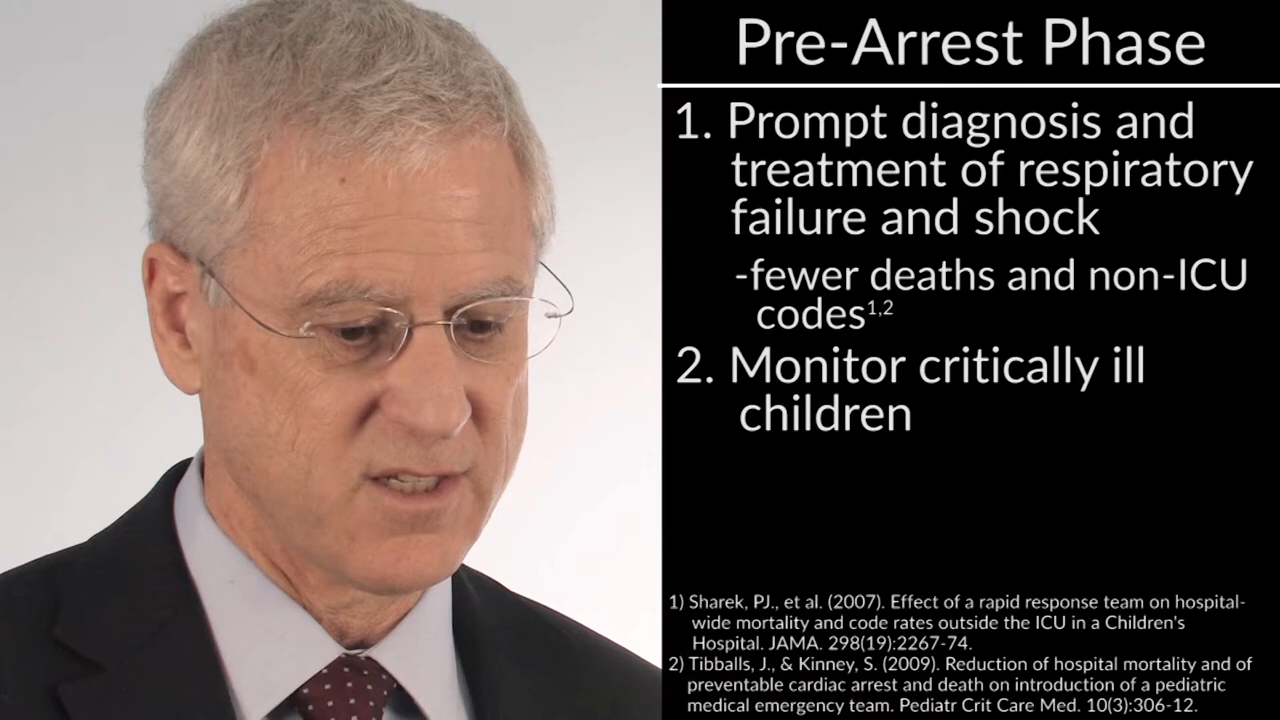 Pre-Arrest Phase
1. Prompt diagnosis and
treatment of respiratory
failure and shock
-fewer deaths and non-ICU
codes1,2
2. Monitor critically ill
children
1) Sharek, PJ., et al. (2007). Effect of a rapid response team on hospital-
wide mortality and code rates outside the ICU in a Children's
Hospital. JAMA. 298(19):2267-74.
2) Tibballs, J., & Kinney, S. (2009). Reduction of hospital mortality and of
preventable cardiac arrest and death on introduction of a pediatric
medical emergency team. Pediatr Crit Care Med. 10(3):306-12.